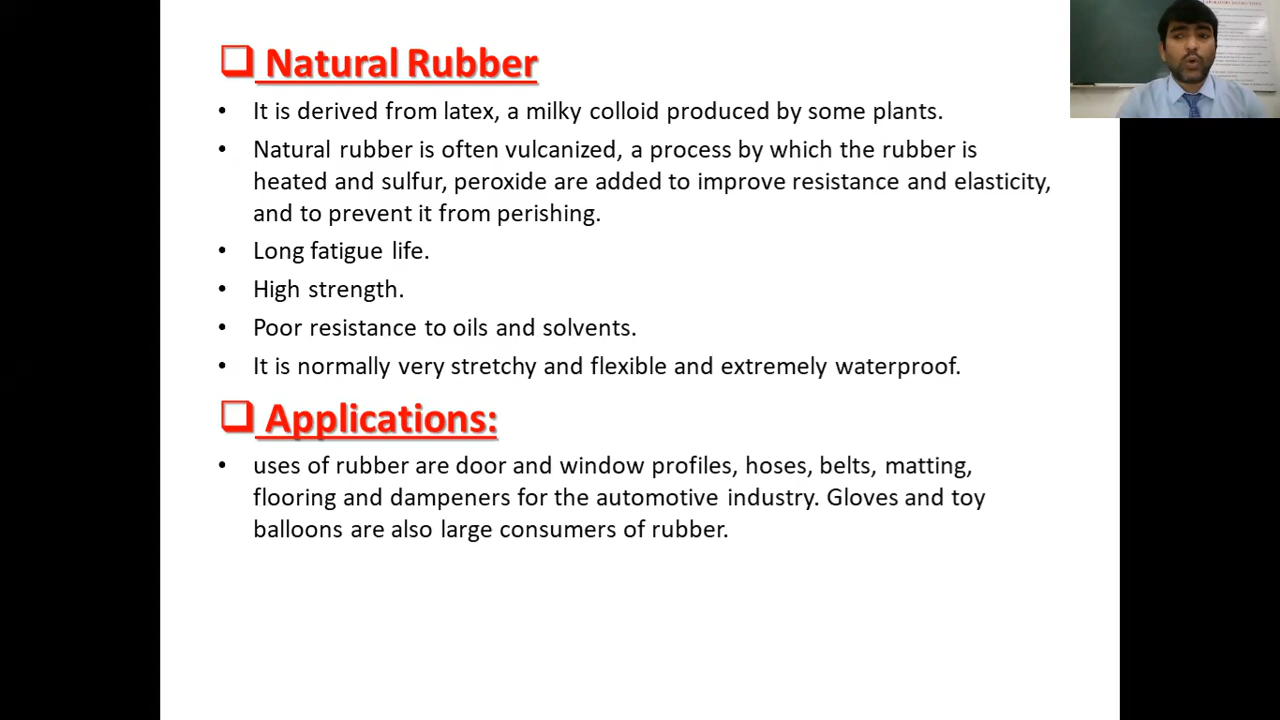 Natural Rubber
• It is derived from latex, a milky colloid produced by some plants.
• Natural rubber is often vulcanized, a process by which the rubber is
heated and sulfur, peroxide are added to improve resistance and elasticity,
and to prevent it from perishing.
• Long fatigue life.
• High strength.
• Poor resistance to oils and solvents.
• It is normally very stretchy and flexible and extremely waterproof.
Applications:
• uses of rubber are door and window profiles, hoses, belts, matting,
flooring and dampeners for the automotive industry. Gloves and toy
balloons are also large consumers of rubber.